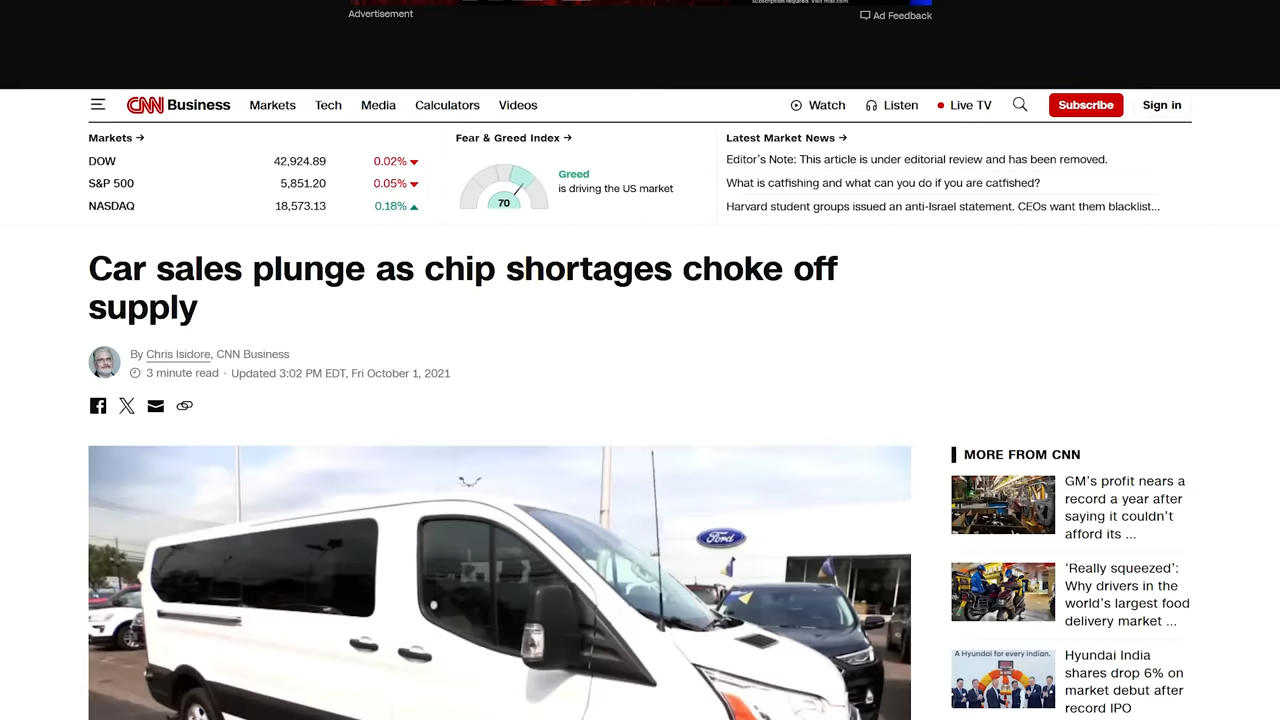 Subscription required. Visit max.com.
Advertisement
Ad Feedback
CNN Business Markets Tech Media Calculators Videos Watch Listen Live TV Subscribe Sign in
Markets →
DOW 42,924.89 0.02%
S&P 500 5,851.20 0.05%
NASDAQ 18,573.13 0.18%
Fear & Greed Index →
70
Greed
is driving the US market
Latest Market News →
Editor's Note: This article is under editorial review and has been removed.
What is catfishing and what can you do if you are catfished?
Harvard student groups issued an anti-Israel statement. CEOs want them blacklist...
Car sales plunge as chip shortages choke off
supply
By Chris Isidore, CNN Business
3 minute read · Updated 3:02 PM EDT, Fri October 1, 2021
Ford
MORE FROM CNN
GM's profit nears a
record a year after
saying it couldn't
afford its ...
'Really squeezed':
Why drivers in the
world's largest food
delivery market ...
A Hyundai for every Indian.
Hyundai India
shares drop 6% on
market debut after
record IPO